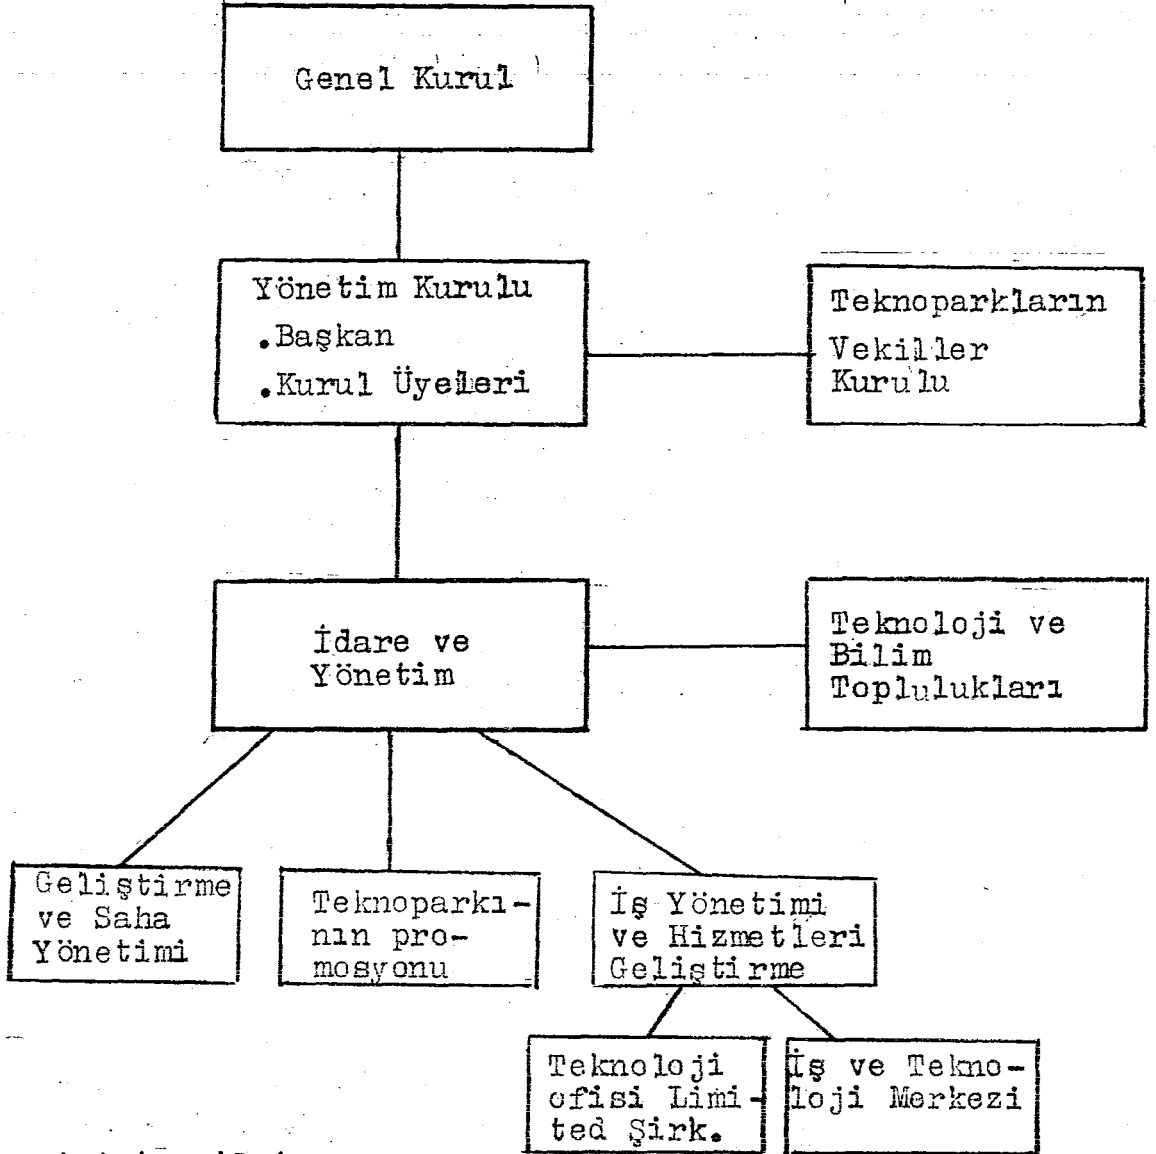 Genel Kurul
Yönetim Kurulu
.Başkan
.Kurul Üyeleri
Teknoparkların
Vekiller
Kurulu
İdare ve
Yönetim
Teknoloji ve
Bilim
Toplulukları
Geliştirme
ve Saha
Yönetimi
Teknoparkı-
nın pro-
mosyonu
İş Yönetimi
ve Hizmetleri
Geliştirme
Teknoloji
ofisi Limi-
ted Şirk.
İş ve Tekno-
loji Merkezi